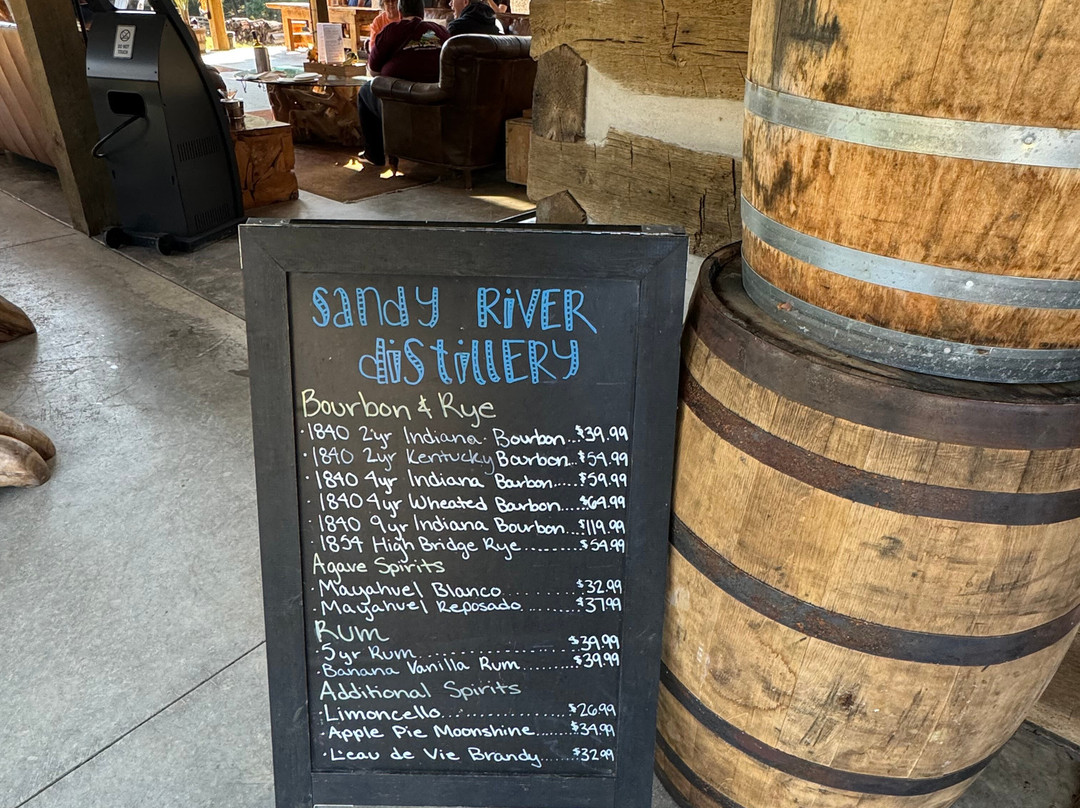 Sandy River
Distillery
Bourbon & Rye
· 1840 2yr Indiana Bourbon...$39.99
· 1840 2yr Kentucky Bourbon...$59.99
· 1840 4yr Indiana Bourbon.....$59.99
· 1840 4yr Wheated Bourbon.....$64.99
· 1840 9yr Indiana Bourbon...$119.99
· 1854 High Bridge Rye.......$54.99
Agave Spirits
· Mayahuel Blanco........$32.99
· Mayahuel Reposado........$37.99
Rum
· 5yr Rum................$39.99
· Banana Vanilla Rum........$39.99
Additional Spirits
· Limoncello................$26.99
· Apple Pie Moonshine......$34.99
· L'eau de Vie Brandy......$32.99